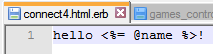 connect4.html.erb
games_contr
1
hello <%= @name %>!